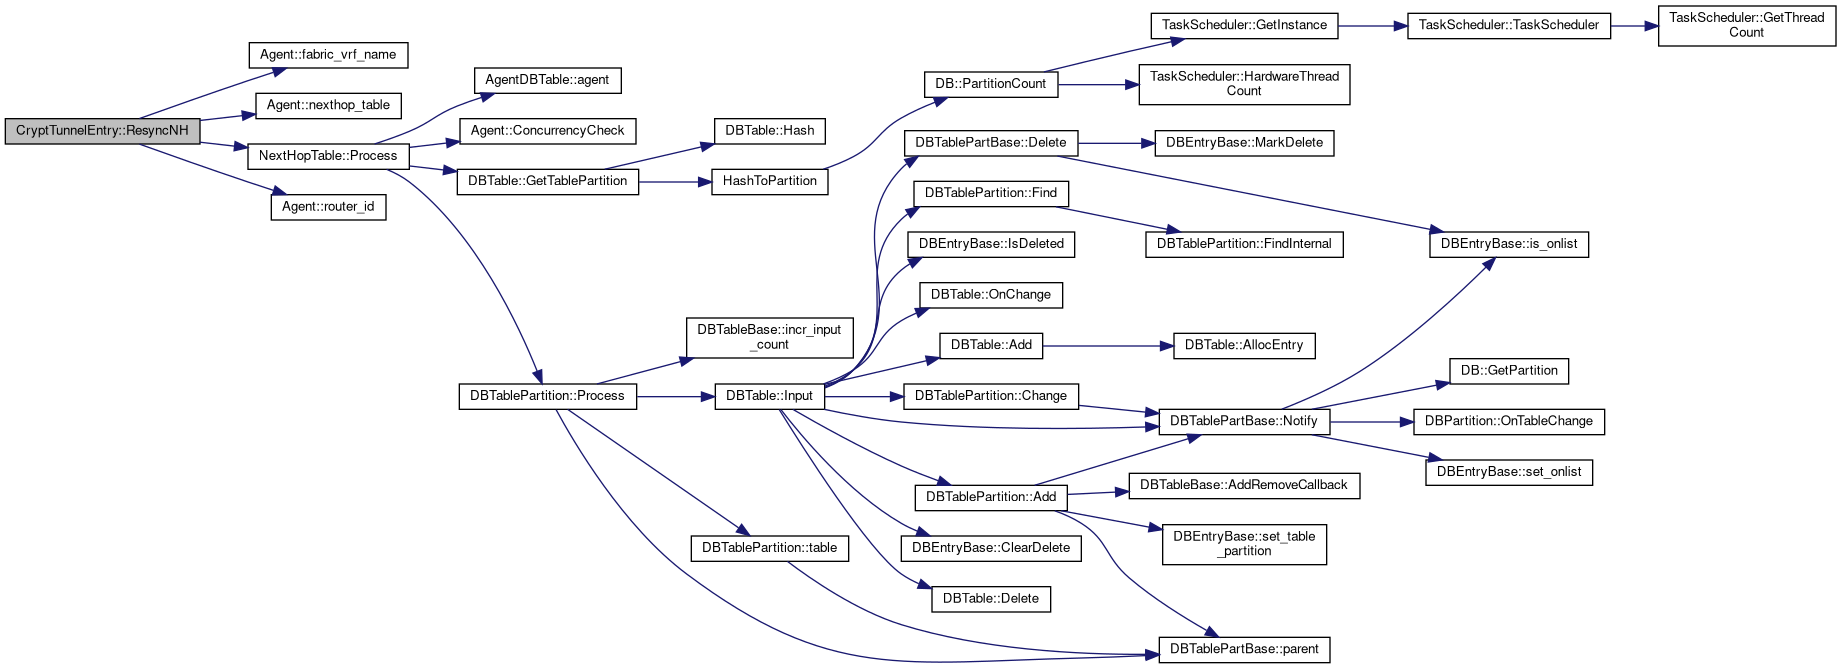 CryptTunnelEntry::ResyncNH
Agent::fabric_vrf_name
Agent::nexthop_table
NextHopTable::Process
Agent::router_id
AgentDBTable::agent
Agent::ConcurrencyCheck
DBTable::GetTablePartition
DBTable::Hash
HashToPartition
DB::PartitionCount
TaskScheduler::GetInstance
TaskScheduler::TaskScheduler
TaskScheduler::GetThread
Count
TaskScheduler::HardwareThread
Count
DBTablePartition::Process
DBTableBase::incr_input
_count
DBTable::Input
DBTablePartition::table
DBTablePartBase::Delete
DBEntryBase::MarkDelete
DBTablePartition::Find
DBTablePartition::FindInternal
DBEntryBase::IsDeleted
DBEntryBase::is_onlist
DBTable::OnChange
DBTable::Add
DBTable::AllocEntry
DBTablePartition::Change
DBTablePartBase::Notify
DB::GetPartition
DBPartition::OnTableChange
DBEntryBase::set_onlist
DBTablePartition::Add
DBTableBase::AddRemoveCallback
DBEntryBase::set_table
_partition
DBEntryBase::ClearDelete
DBTable::Delete
DBTablePartBase::parent